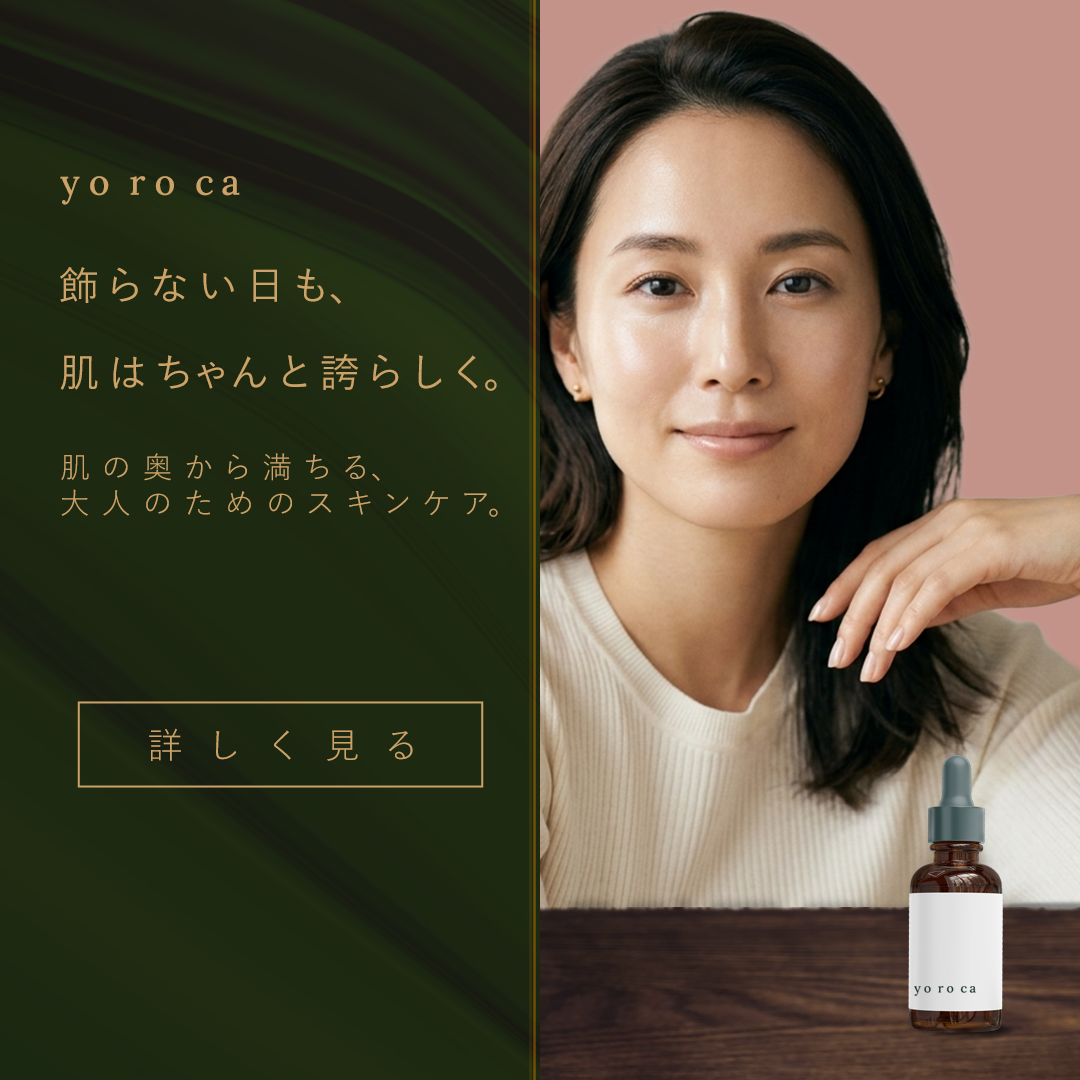 yo ro ca
飾らない日も、
肌はちゃんと誇らしく。
肌の奥から満ちる、
大人のためのスキンケア。
詳しく見る
yo ro ca